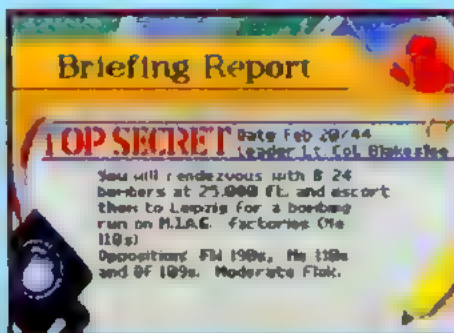 Briefing Report
TOP SECRET Date Feb 20/44
Leader Lt. Col. Blakeslee
You will rendezvous with B 24
bombers at 25.000 ft. and escort
them to Leipzig for a bombing
run on M.I.A.G. factories (Me
110s)
Opposition: FW 190s, Me 110s
and BF 109s. Moderate Flak.